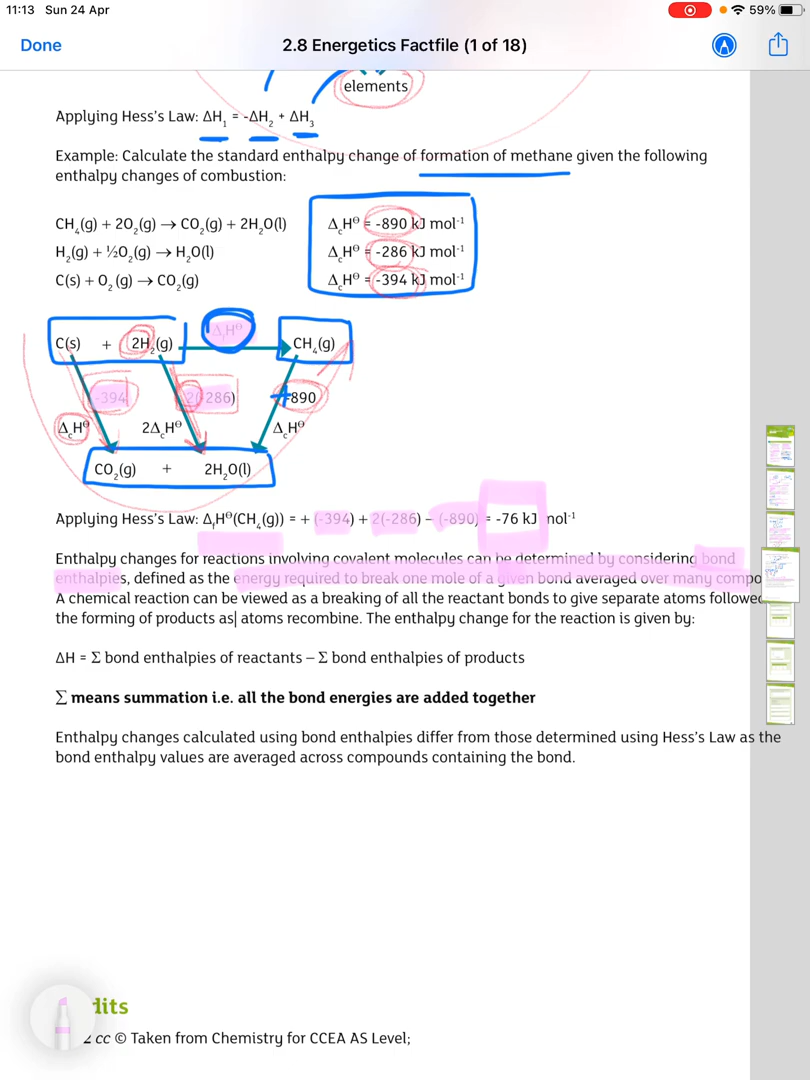 11:13 Sun 24 Apr 59%
Done 2.8 Energetics Factfile (1 of 18)
elements
Applying Hess’s Law: ΔH₁ = -ΔH₂ + ΔH₃
Example: Calculate the standard enthalpy change of formation of methane given the following
enthalpy changes of combustion:
CH₄(g) + 2O₂(g) → CO₂(g) + 2H₂O(l) Δ꜀Hᶿ = -890 kJ mol⁻¹
H₂(g) + ½O₂(g) → H₂O(l) Δ꜀Hᶿ = -286 kJ mol⁻¹
C(s) + O₂ (g) → CO₂(g) Δ꜀Hᶿ = -394 kJ mol⁻¹
ΔfHᶿ
C(s) + 2H₂(g) CH₄(g)
-394 2(-286) +890
Δ꜀Hᶿ 2Δ꜀Hᶿ Δ꜀Hᶿ
CO₂(g) + 2H₂O(l)
Applying Hess’s Law: ΔfHᶿ(CH₄(g)) = + (-394) + 2(-286) – (-890) = -76 kJ mol⁻¹
Enthalpy changes for reactions involving covalent molecules can be determined by considering bond
enthalpies, defined as the energy required to break one mole of a given bond averaged over many compo
A chemical reaction can be viewed as a breaking of all the reactant bonds to give separate atoms followed
the forming of products as atoms recombine. The enthalpy change for the reaction is given by:
ΔH = Σ bond enthalpies of reactants – Σ bond enthalpies of products
Σ means summation i.e. all the bond energies are added together
Enthalpy changes calculated using bond enthalpies differ from those determined using Hess’s Law as the
bond enthalpy values are averaged across compounds containing the bond.
dits
2 cc © Taken from Chemistry for CCEA AS Level;